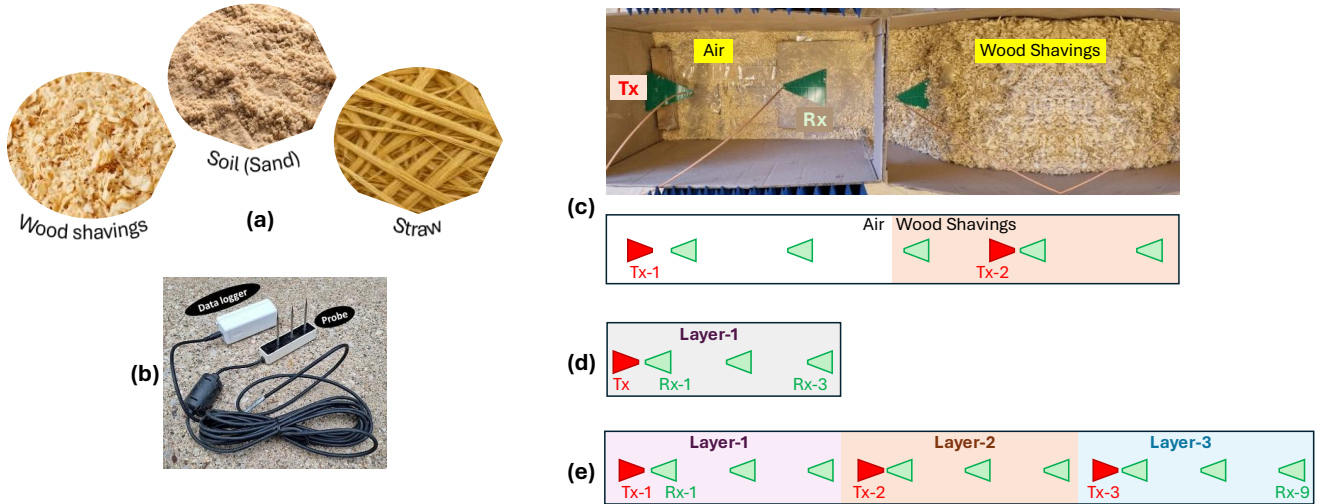 Wood shavings
Soil (Sand)
Straw
(a)
Data logger
Probe
(b)
Air
Wood Shavings
Tx
Rx
(c)
Air
Wood Shavings
Tx-1
Tx-2
(d)
Layer-1
Tx
Rx-1
Rx-3
(e)
Layer-1
Layer-2
Layer-3
Tx-1
Rx-1
Tx-2
Tx-3
Rx-9